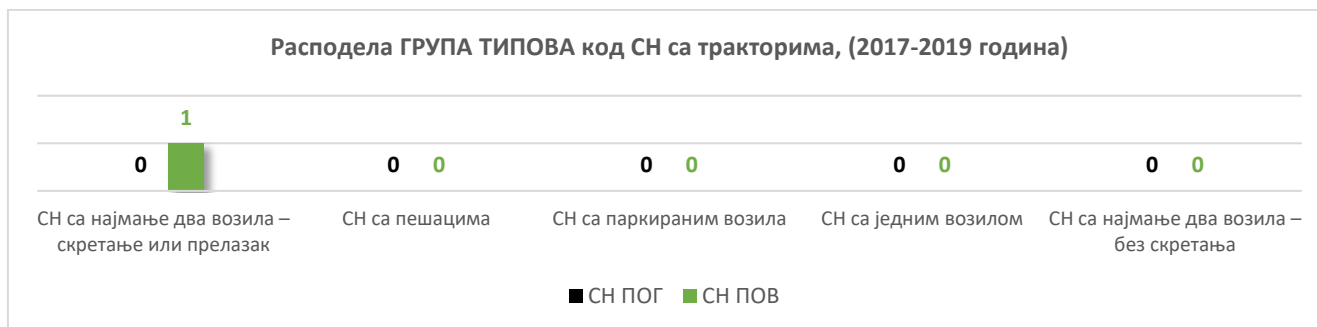 Расподела ГРУПА ТИПОВА код СН са тракторима, (2017-2019 година)
1
0
0 0
0 0
0 0
0 0
СН са најмање два возила –
скретање или прелазак
СН са пешацима
СН са паркираним возила
СН са једним возилом
СН са најмање два возила –
без скретања
СН ПОГ СН ПОВ